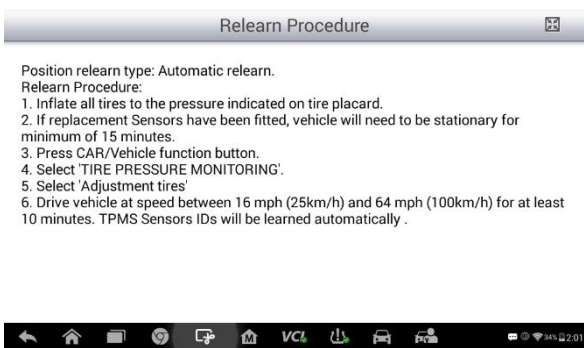 Relearn Procedure
Position relearn type: Automatic relearn.
Relearn Procedure:
1. Inflate all tires to the pressure indicated on tire placard.
2. If replacement Sensors have been fitted, vehicle will need to be stationary for
minimum of 15 minutes.
3. Press CAR/Vehicle function button.
4. Select 'TIRE PRESSURE MONITORING'.
5. Select 'Adjustment tires'
6. Drive vehicle at speed between 16 mph (25km/h) and 64 mph (100km/h) for at least
10 minutes. TPMS Sensors IDs will be learned automatically .
M VCI 34% 2:01